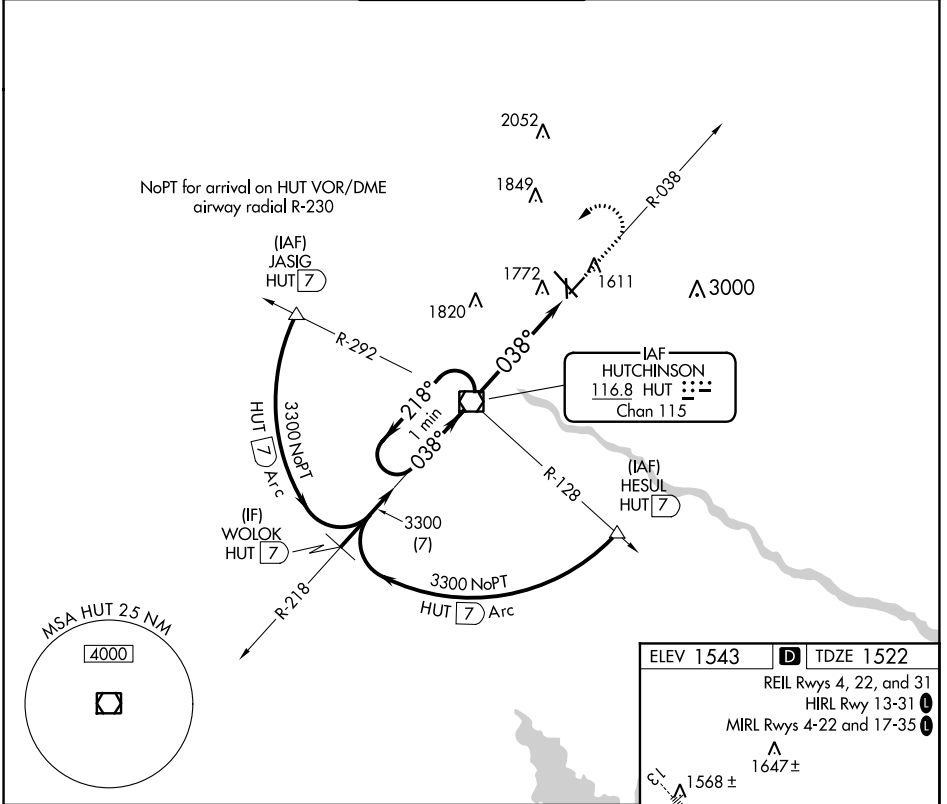 2052
1849
R-038
NoPT for arrival on HUT VOR/DME
airway radial R-230
(IAF)
JASIG
HUT 7
1772
1611
3000
1820
R-292
038°
IAF
HUTCHINSON
116.8 HUT
Chan 115
218°
1 min
038°
3300 NoPT
HUT 7 Arc
R-128
(IAF)
HESUL
HUT 7
(IF)
WOLOK
HUT 7
3300
(7)
3300 NoPT
HUT 7 Arc
R-218
MSA HUT 25 NM
4000
ELEV 1543 D TDZE 1522
REIL Rwys 4, 22, and 31
HIRL Rwy 13-31 L
MIRL Rwys 4-22 and 17-35 L
1647±
13
1568 ±